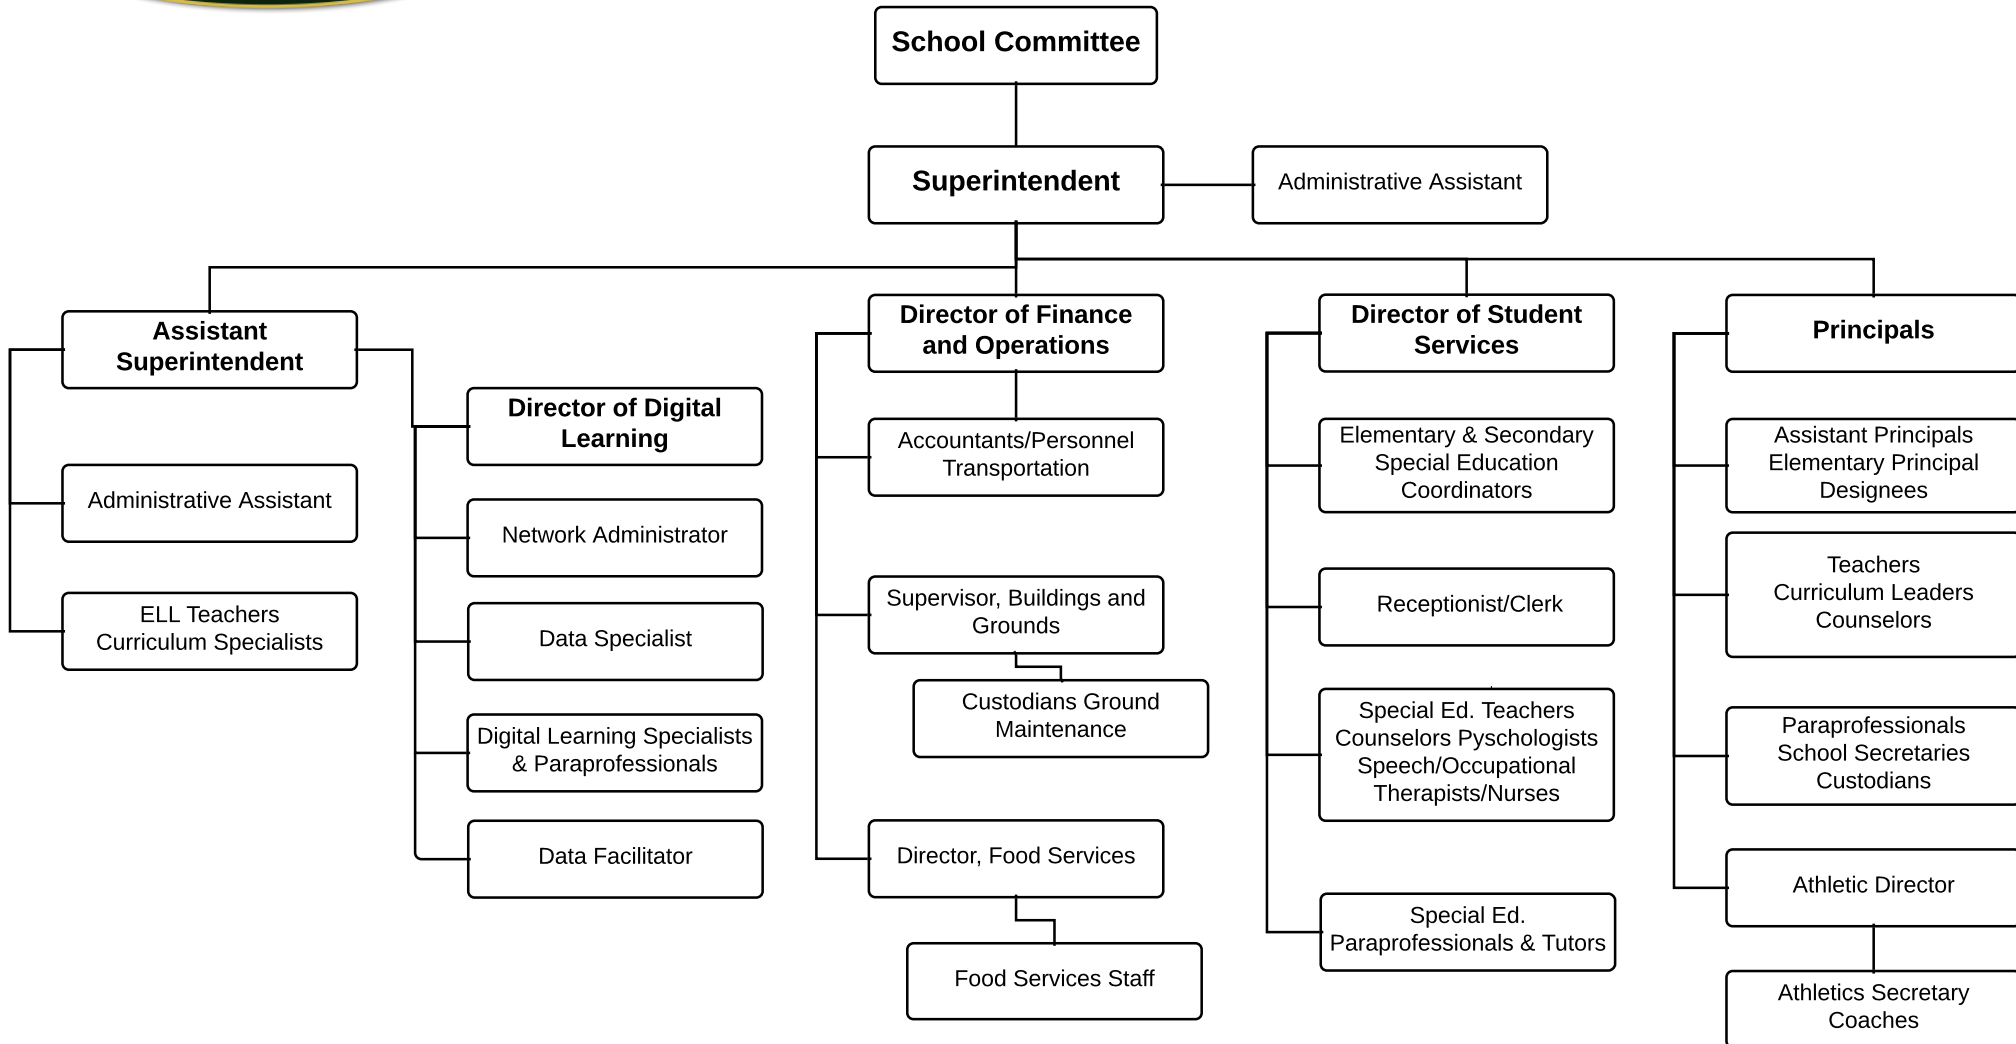 School Committee
Superintendent
Administrative Assistant
Assistant
Superintendent
Administrative Assistant
ELL Teachers
Curriculum Specialists
Director of Digital
Learning
Network Administrator
Data Specialist
Digital Learning Specialists
& Paraprofessionals
Data Facilitator
Director of Finance
and Operations
Accountants/Personnel
Transportation
Supervisor, Buildings and
Grounds
Custodians Ground
Maintenance
Director, Food Services
Food Services Staff
Director of Student
Services
Elementary & Secondary
Special Education
Coordinators
Receptionist/Clerk
Special Ed. Teachers
Counselors Pyschologists
Speech/Occupational
Therapists/Nurses
Special Ed.
Paraprofessionals & Tutors
Principals
Assistant Principals
Elementary Principal
Designees
Teachers
Curriculum Leaders
Counselors
Paraprofessionals
School Secretaries
Custodians
Athletic Director
Athletics Secretary
Coaches